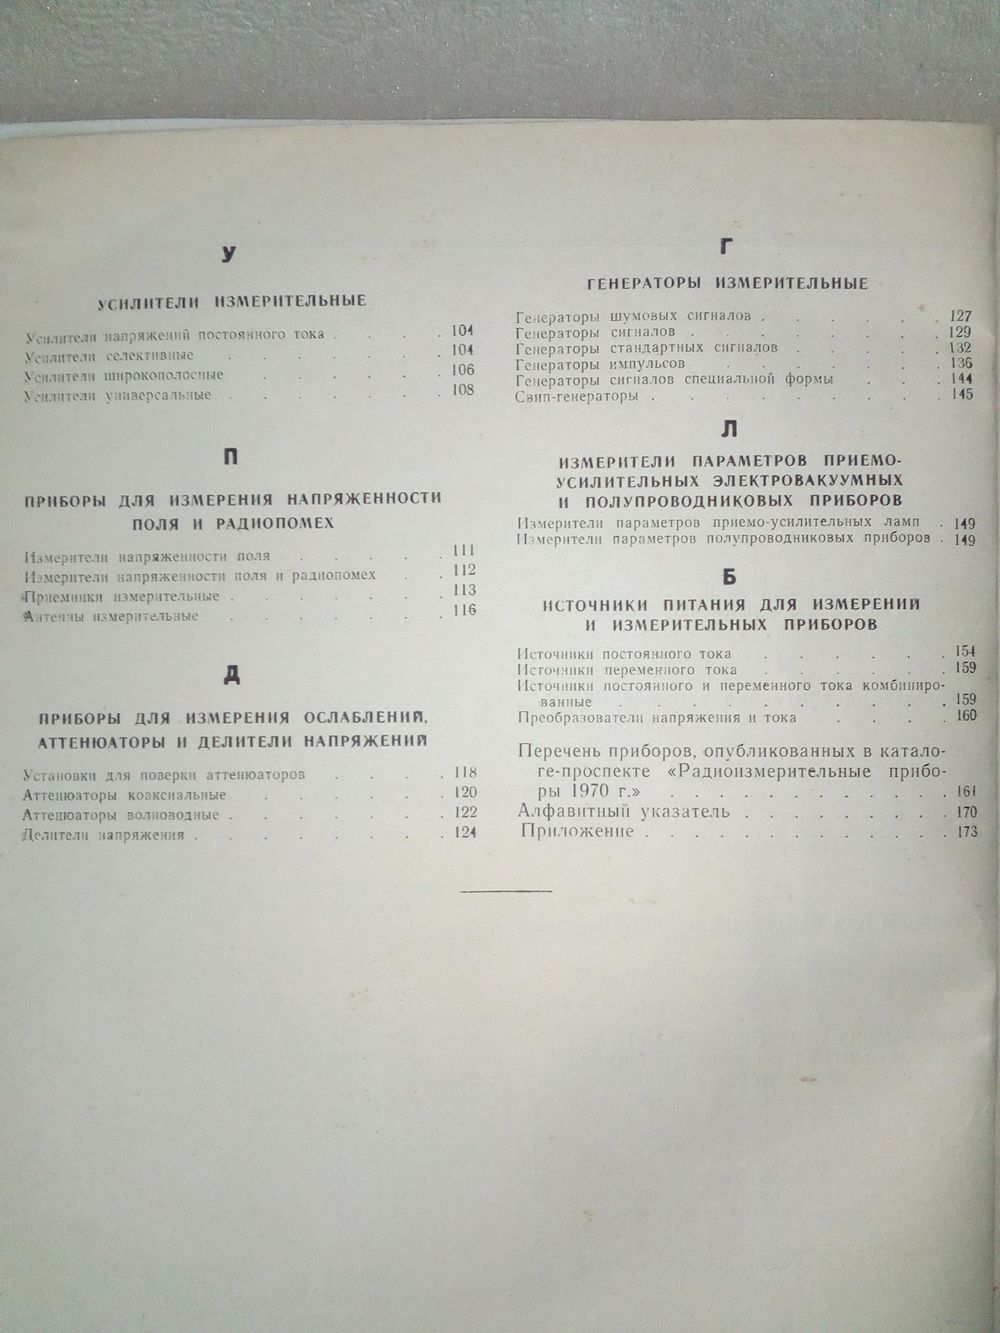 У
УСИЛИТЕЛИ ИЗМЕРИТЕЛЬНЫЕ
Усилители напряжений постоянного тока . . . . 104
Усилители селективные . . . . . . . 104
Усилители широкополосные . . . . . 106
Усилители универсальные . . . . . . . 108
П
ПРИБОРЫ ДЛЯ ИЗМЕРЕНИЯ НАПРЯЖЕННОСТИ
ПОЛЯ И РАДИОПОМЕХ
Измерители напряженности поля . . . . . 111
Измерители напряженности поля и радиопомех . . 112
Приемники измерительные . . . . . . . 113
Антенны измерительные . . . . . . . 116
Д
ПРИБОРЫ ДЛЯ ИЗМЕРЕНИЯ ОСЛАБЛЕНИЙ,
АТТЕНЮАТОРЫ И ДЕЛИТЕЛИ НАПРЯЖЕНИЙ
Установки для поверки аттенюаторов . . . . 118
Аттенюаторы коаксиальные . . . . . . 120
Аттенюаторы волноводные . . . . . . . 122
Делители напряжения . . . . . . . . 124
Г
ГЕНЕРАТОРЫ ИЗМЕРИТЕЛЬНЫЕ
Генераторы шумовых сигналов . . . . . . 127
Генераторы сигналов . . . . . . . . 129
Генераторы стандартных сигналов . . . . . 132
Генераторы импульсов . . . . . . . 136
Генераторы сигналов специальной формы . . . 144
Свип-генераторы . . . . . . . . . 145
Л
ИЗМЕРИТЕЛИ ПАРАМЕТРОВ ПРИЕМО-
УСИЛИТЕЛЬНЫХ ЭЛЕКТРОВАКУУМНЫХ
И ПОЛУПРОВОДНИКОВЫХ ПРИБОРОВ
Измерители параметров приемо-усилительных ламп . 149
Измерители параметров полупроводниковых приборов . 149
Б
ИСТОЧНИКИ ПИТАНИЯ ДЛЯ ИЗМЕРЕНИЙ
И ИЗМЕРИТЕЛЬНЫХ ПРИБОРОВ
Источники постоянного тока . . . . . . 154
Источники переменного тока . . . . . . 159
Источники постоянного и переменного тока комбиниро-
ванные . . . . . . . . . . 159
Преобразователи напряжения и тока . . . . 160
Перечень приборов, опубликованных в катало-
ге-проспекте «Радиоизмерительные прибо-
ры 1970 г.» . . . . . . . . . . 161
Алфавитный указатель . . . . . . . . . 170
Приложение . . . . . . . . . . . 173